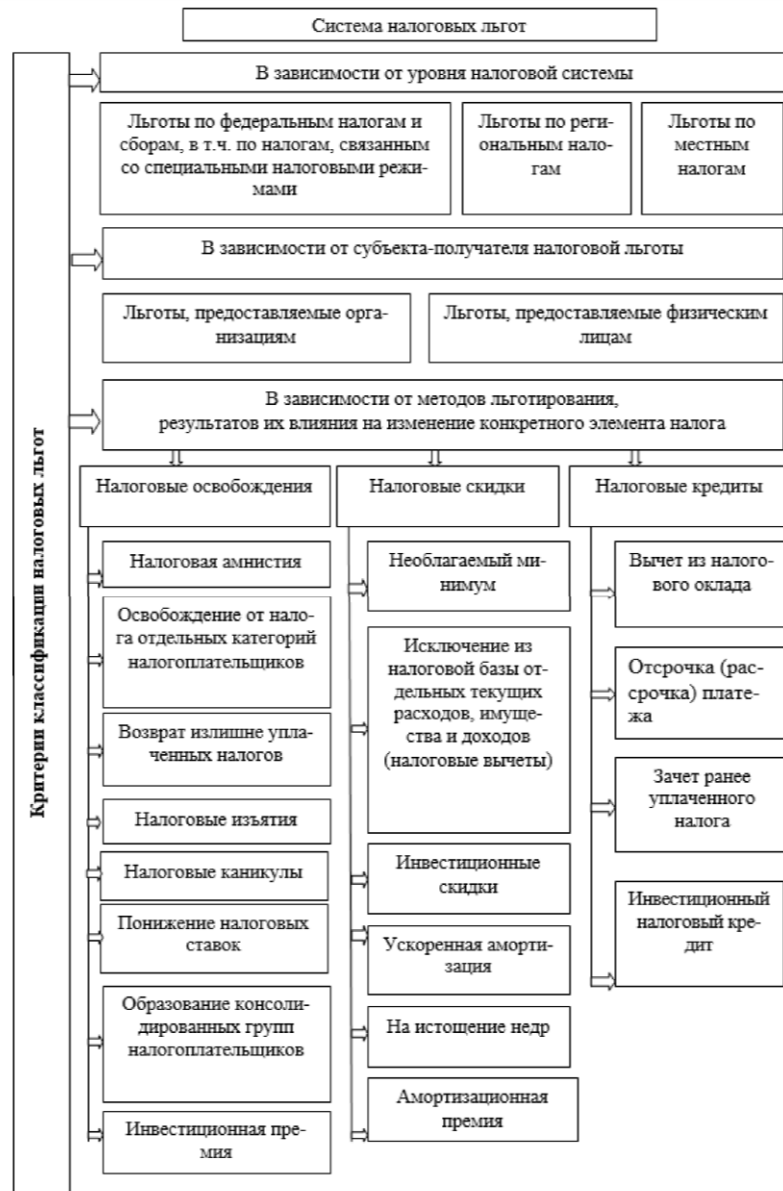 Система налоговых льгот
Критерии классификации налоговых льгот
В зависимости от уровня налоговой системы
Льготы по федеральным налогам и
сборам, в т.ч. по налогам, связанным
со специальными налоговыми режи-
мами
Льготы по реги-
ональным нало-
гам
Льготы по
местным
налогам
В зависимости от субъекта-получателя налоговой льготы
Льготы, предоставляемые орга-
низациям
Льготы, предоставляемые физическим
лицам
В зависимости от методов льготирования,
результатов их влияния на изменение конкретного элемента налога
Налоговые освобождения
Налоговая амнистия
Освобождение от нало-
га отдельных категорий
налогоплательщиков
Возврат излишне упла-
ченных налогов
Налоговые изъятия
Налоговые каникулы
Понижение налоговых
ставок
Образование консоли-
дированных групп
налогоплательщиков
Инвестиционная пре-
мия
Налоговые скидки
Необлагаемый ми-
нимум
Исключение из
налоговой базы от-
дельных текущих
расходов, имуще-
ства и доходов
(налоговые вычеты)
Инвестиционные
скидки
Ускоренная аморти-
зация
На истощение недр
Амортизационная
премия
Налоговые кредиты
Вычет из налого-
вого оклада
Отсрочка (рас-
срочка) плате-
жа
Зачет ранее
уплаченного
налога
Инвестиционный
налоговый кре-
дит